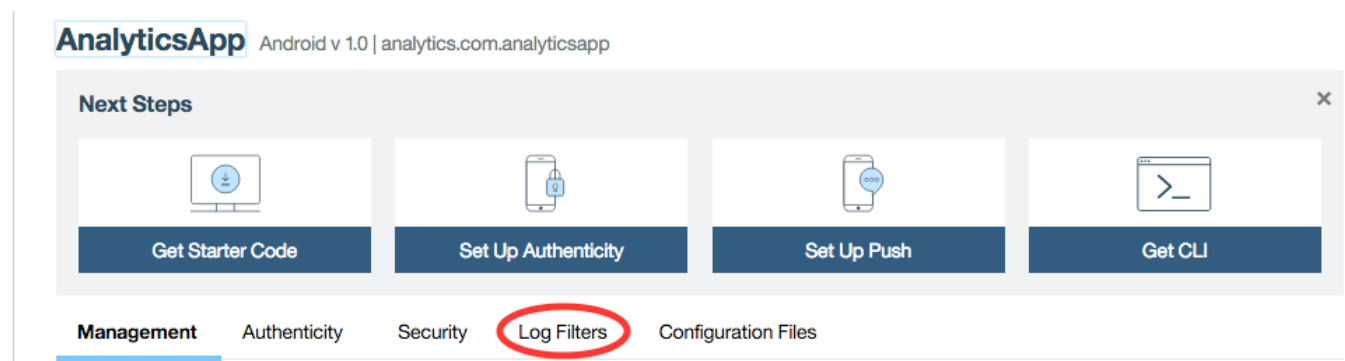 AnalyticsApp Android v 1.0 | analytics.com.analyticsapp
Next Steps ×
Get Starter Code Set Up Authenticity Set Up Push Get CLI
Management Authenticity Security Log Filters Configuration Files